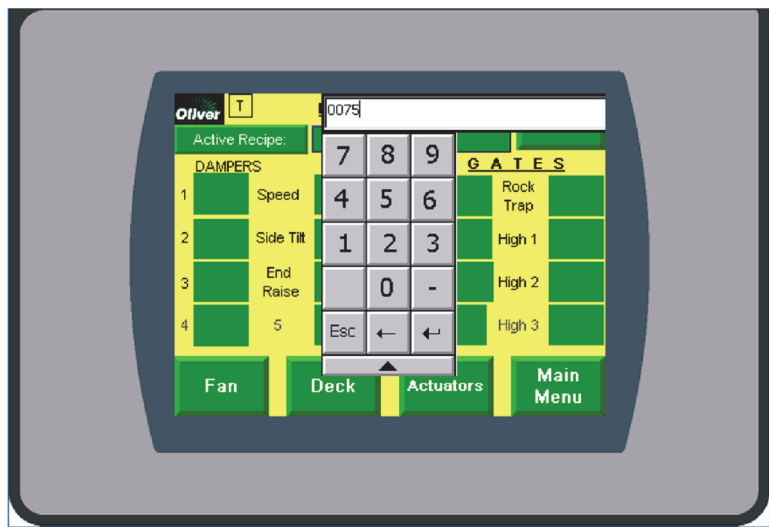 Oliver T 0075
Active Recipe:
7 8 9
DAMPERS
G A T E S
1 Speed 4 5 6 Rock Trap
2 Side Tilt 1 2 3 High 1
3 End Raise 0 - High 2
4 5 Esc ← ↵ High 3
Fan Deck Actuators Main Menu